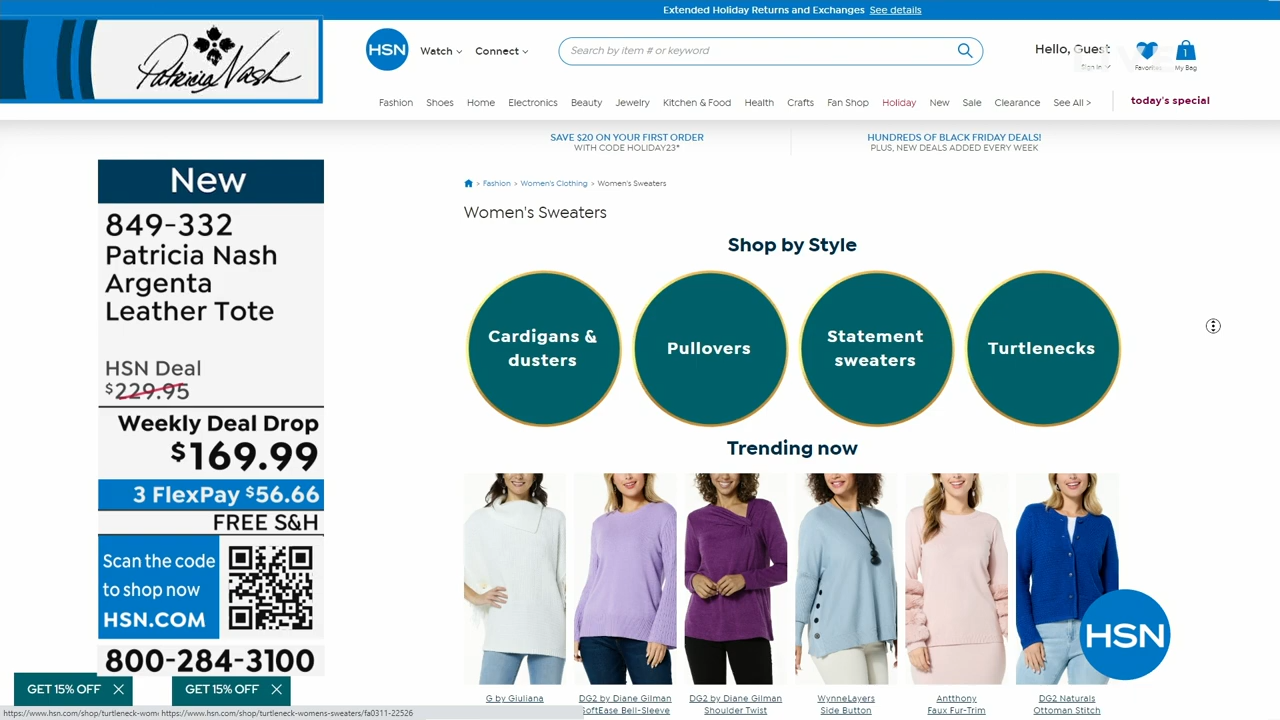 Extended Holiday Returns and Exchanges See details
Patricia Nash
HSN
Watch
Connect
Search by item # or keyword
Hello, Guest
Sign In
Favorites
1
My Bag
Fashion Shoes Home Electronics Beauty Jewelry Kitchen & Food Health Crafts Fan Shop Holiday New Sale Clearance See All > today's special
SAVE $20 ON YOUR FIRST ORDER
WITH CODE HOLIDAY23*
HUNDREDS OF BLACK FRIDAY DEALS!
PLUS, NEW DEALS ADDED EVERY WEEK
> Fashion > Women's Clothing > Women's Sweaters
Women's Sweaters
Shop by Style
Cardigans &
dusters
Pullovers
Statement
sweaters
Turtlenecks
Trending now
G by Giuliana
DG2 by Diane Gilman
SoftEase Bell-Sleeve
DG2 by Diane Gilman
Shoulder Twist
WynneLayers
Side Button
Antthony
Faux Fur-Trim
DG2 Naturals
Ottoman Stitch
HSN
New
849-332
Patricia Nash
Argenta
Leather Tote
HSN Deal
$229.95
Weekly Deal Drop
$169.99
3 FlexPay $56.66
FREE S&H
Scan the code
to shop now
HSN.COM
800-284-3100
GET 15% OFF
GET 15% OFF
https://www.hsn.com/shop/turtleneck-wom https://www.hsn.com/shop/turtleneck-womens-sweaters/fa0311-22526